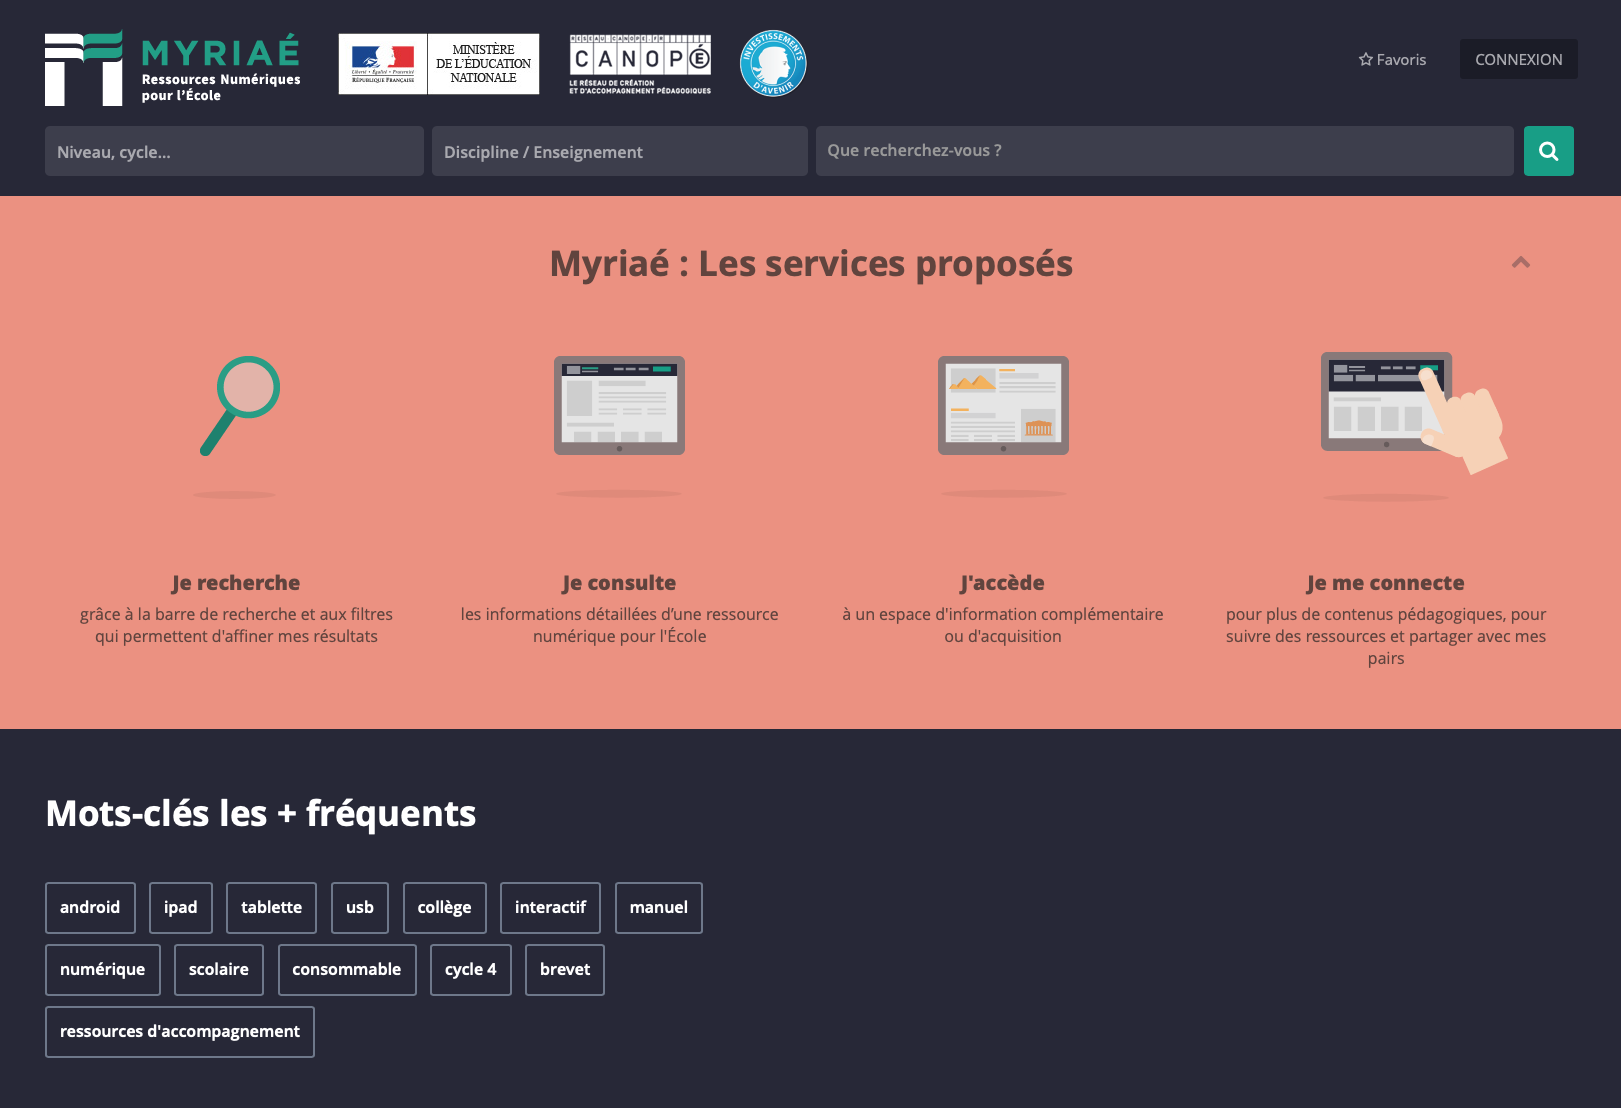 MYRIAÉ
Ressources Numériques
pour l'École
Liberté • Égalité • Fraternité
RÉPUBLIQUE FRANÇAISE
MINISTÈRE
DE L'ÉDUCATION
NATIONALE
RESEAU-CANOPE.FR
CANOPÉ
LE RÉSEAU DE CRÉATION
ET D'ACCOMPAGNEMENT PÉDAGOGIQUES
INVESTISSEMENTS
D'AVENIR
Favoris
CONNEXION
Niveau, cycle...
Discipline / Enseignement
Que recherchez-vous ?
Myriaé : Les services proposés
Je recherche
grâce à la barre de recherche et aux filtres
qui permettent d'affiner mes résultats
Je consulte
les informations détaillées d’une ressource
numérique pour l'École
J'accède
à un espace d'information complémentaire
ou d'acquisition
Je me connecte
pour plus de contenus pédagogiques, pour
suivre des ressources et partager avec mes
pairs
Mots-clés les + fréquents
android ipad tablette usb collège interactif manuel
numérique scolaire consommable cycle 4 brevet
ressources d'accompagnement